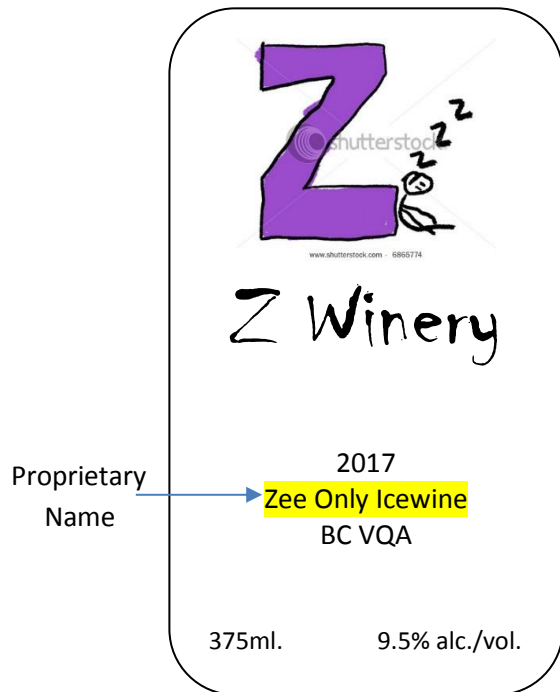 Z
z
z
z
z
shutterstock
www.shutterstock.com · 6865774
Z Winery
Proprietary
Name
2017
Zee Only Icewine
BC VQA
375ml.
9.5% alc./vol.